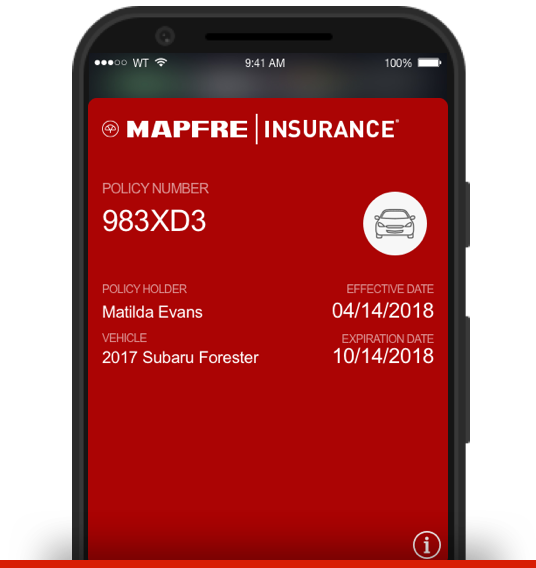 WT 9:41 AM 100%
MAPFRE | INSURANCE®
POLICY NUMBER
983XD3
POLICY HOLDER EFFECTIVE DATE
Matilda Evans 04/14/2018
VEHICLE EXPIRATION DATE
2017 Subaru Forester 10/14/2018
i